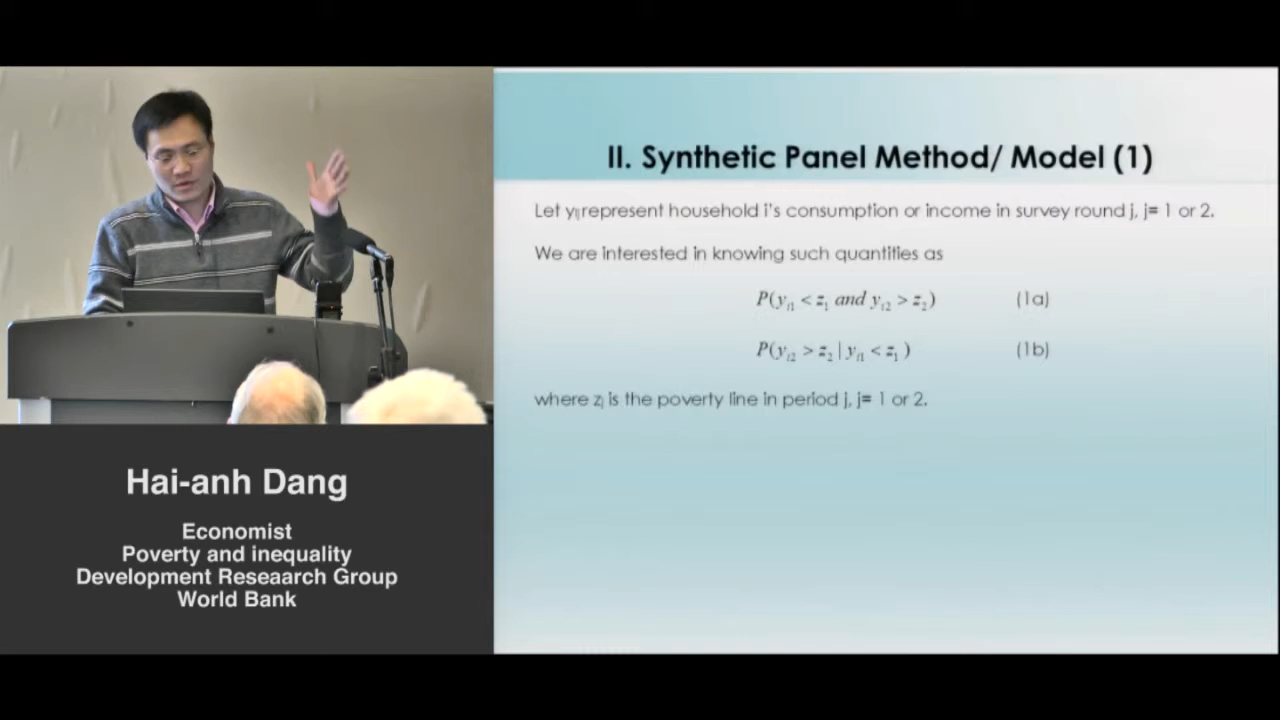 II. Synthetic Panel Method/ Model (1)
Let yij represent household i's consumption or income in survey round j, j= 1 or 2.
We are interested in knowing such quantities as
P(yi1 < z1 and yi2 > z2) (1a)
P(yi2 > z2 | yi1 < z1 ) (1b)
where zj is the poverty line in period j, j= 1 or 2.
Hai-anh Dang
Economist
Poverty and inequality
Development Reseaarch Group
World Bank